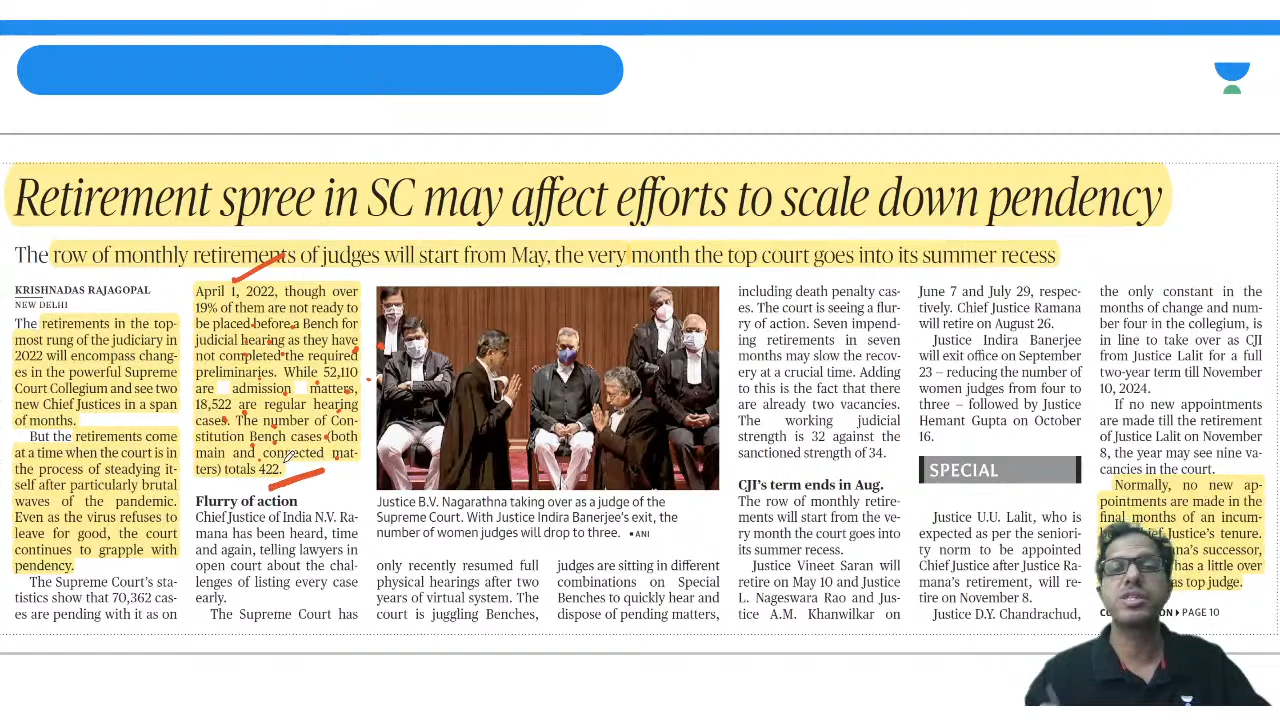 Retirement spree in SC may affect efforts to scale down pendency
The row of monthly retirements of judges will start from May, the very month the top court goes into its summer recess
KRISHNADAS RAJAGOPAL
NEW DELHI
The retirements in the top-
most rung of the judiciary in
2022 will encompass chang-
es in the powerful Supreme
Court Collegium and see two
new Chief Justices in a span
of months.
But the retirements come
at a time when the court is in
the process of steadying it-
self after particularly brutal
waves of the pandemic.
Even as the virus refuses to
leave for good, the court
continues to grapple with
pendency.
The Supreme Court's sta-
tistics show that 70,362 cas-
es are pending with it as on
April 1, 2022, though over
19% of them are not ready to
be placed before a Bench for
judicial hearing as they have
not completed the required
preliminaries. While 52,110
are admission matters,
18,522 are regular hearing
cases. The number of Con-
stitution Bench cases (both
main and connected mat-
ters) totals 422.
Flurry of action
Chief Justice of India N.V. Ra-
mana has been heard, time
and again, telling lawyers in
open court about the chal-
lenges of listing every case
early.
The Supreme Court has
Justice B.V. Nagarathna taking over as a judge of the
Supreme Court. With Justice Indira Banerjee's exit, the
number of women judges will drop to three. ▪ ANI
only recently resumed full
physical hearings after two
years of virtual system. The
court is juggling Benches,
judges are sitting in different
combinations on Special
Benches to quickly hear and
dispose of pending matters,
including death penalty cas-
es. The court is seeing a flur-
ry of action. Seven impend-
ing retirements in seven
months may slow the recov-
ery at a crucial time. Adding
to this is the fact that there
are already two vacancies.
The working judicial
strength is 32 against the
sanctioned strength of 34.
CJI's term ends in Aug.
The row of monthly retire-
ments will start from the ve-
ry month the court goes into
its summer recess.
Justice Vineet Saran will
retire on May 10 and Justice
L. Nageswara Rao and Jus-
tice A.M. Khanwilkar on
June 7 and July 29, respec-
tively. Chief Justice Ramana
will retire on August 26.
Justice Indira Banerjee
will exit office on September
23 – reducing the number of
women judges from four to
three – followed by Justice
Hemant Gupta on October
16.
SPECIAL
Justice U.U. Lalit, who is
expected as per the seniori-
ty norm to be appointed
Chief Justice after Justice Ra-
mana's retirement, will re-
tire on November 8.
Justice D.Y. Chandrachud,
the only constant in the
months of change and num-
ber four in the collegium, is
in line to take over as CJI
from Justice Lalit for a full
two-year term till November
10, 2024.
If no new appointments
are made till the retirement
of Justice Lalit on November
8, the year may see nine va-
cancies in the court.
Normally, no new ap-
pointments are made in the
final months of an incum-
Justice's tenure.
successor,
has a little over
as top judge.
PAGE 10